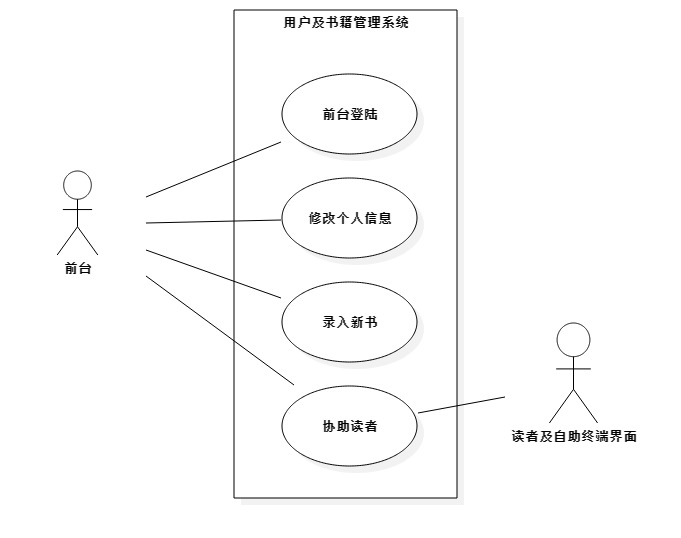 用户及书籍管理系统
前台登陆
修改个人信息
前台
录入新书
协助读者
读者及自助终端界面